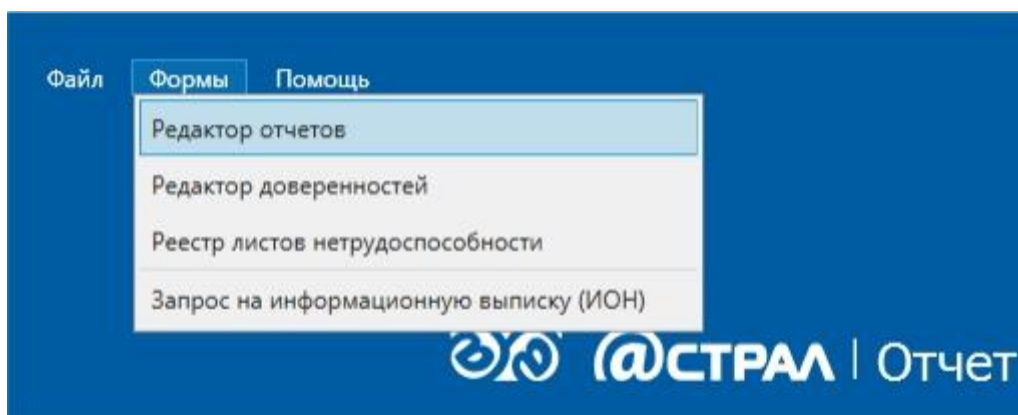 Файл Формы Помощь
Редактор отчетов
Редактор доверенностей
Реестр листов нетрудоспособности
Запрос на информационную выписку (ИОН)
@СТРАЛ | Отчет